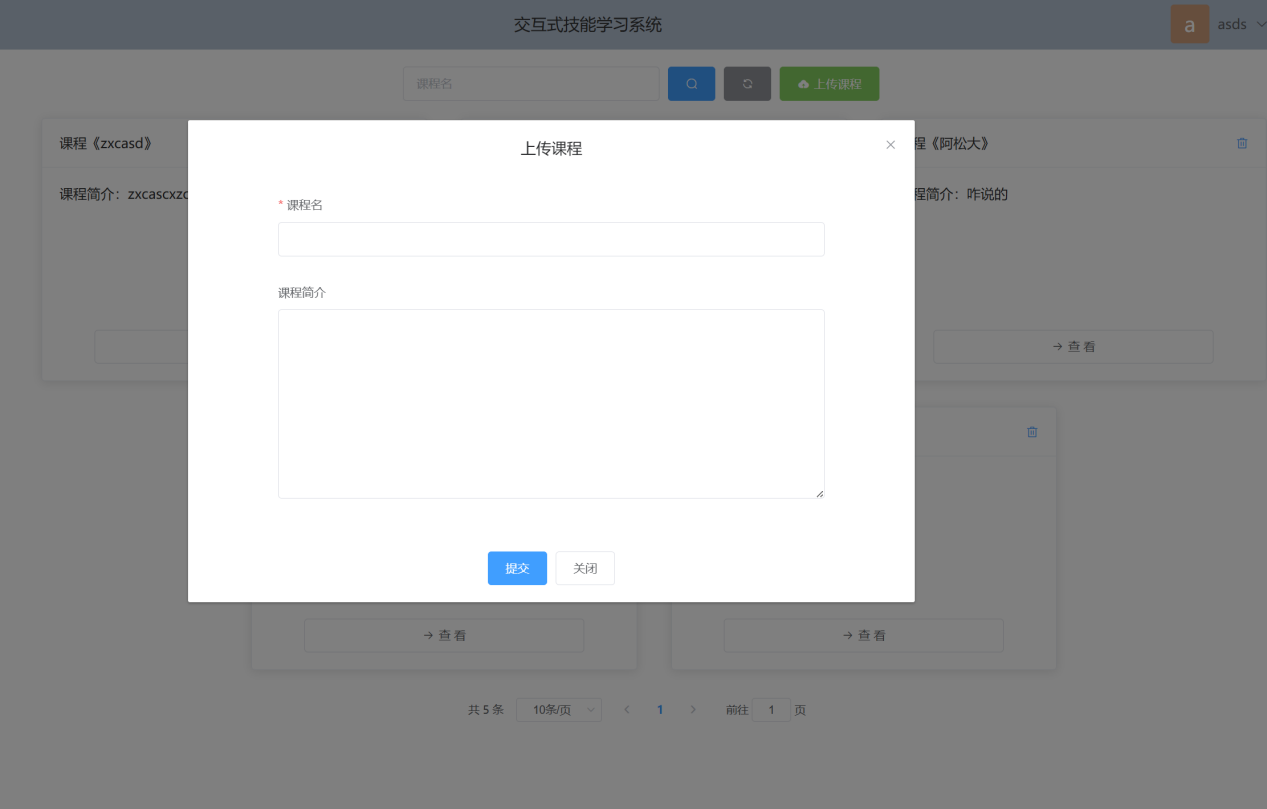 交互式技能学习系统
a
asds
课程名
上传课程
课程《zxcasd》
程《阿松大》
课程简介：zxcascxzc
程简介：咋说的
上传课程
* 课程名
课程简介
提交
关闭
查 看
查 看
查 看
共 5 条
10条/页
1
前往
1
页